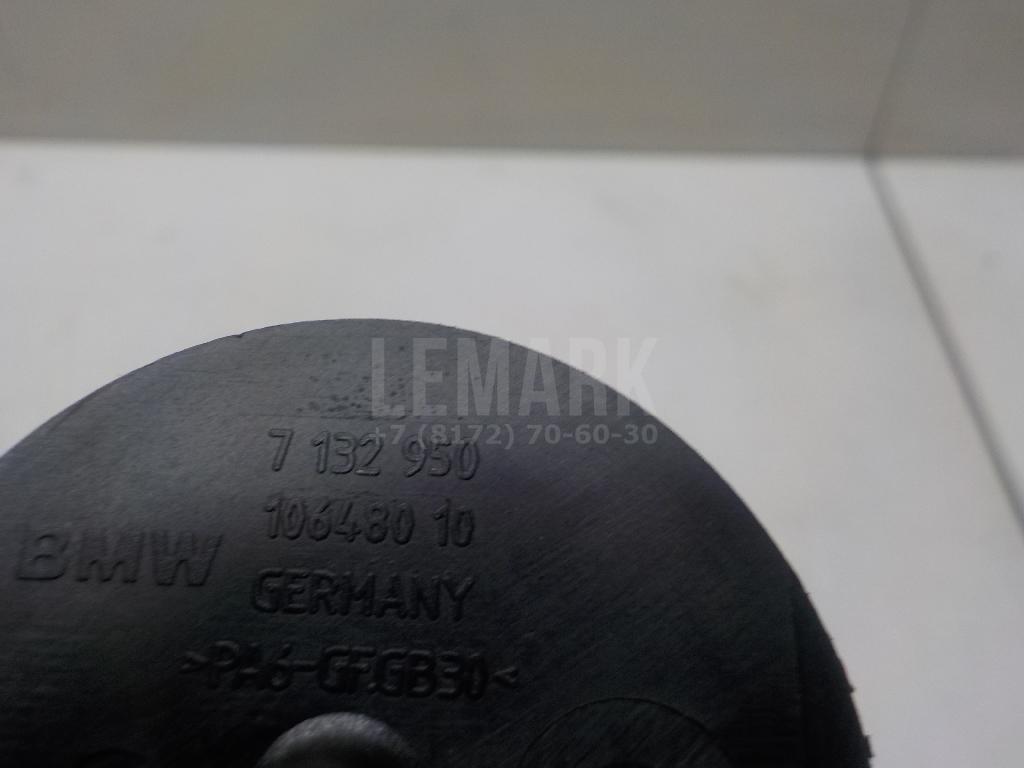 LEMARK
+7 (8172) 70-60-30
7 132 950
106480 10
BMW
GERMANY
>PA6-GF.GB30<